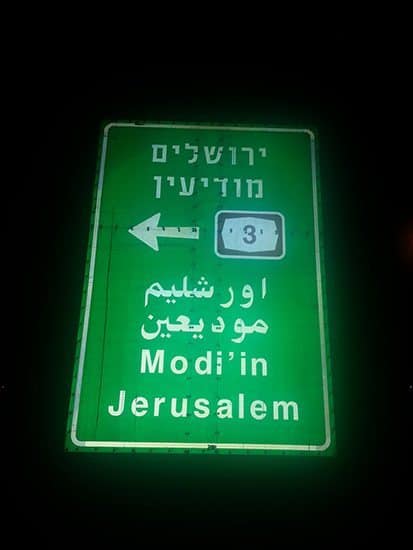 ירושלים
מודיעין
3
اورشليم
موديعين
Modi'in
Jerusalem